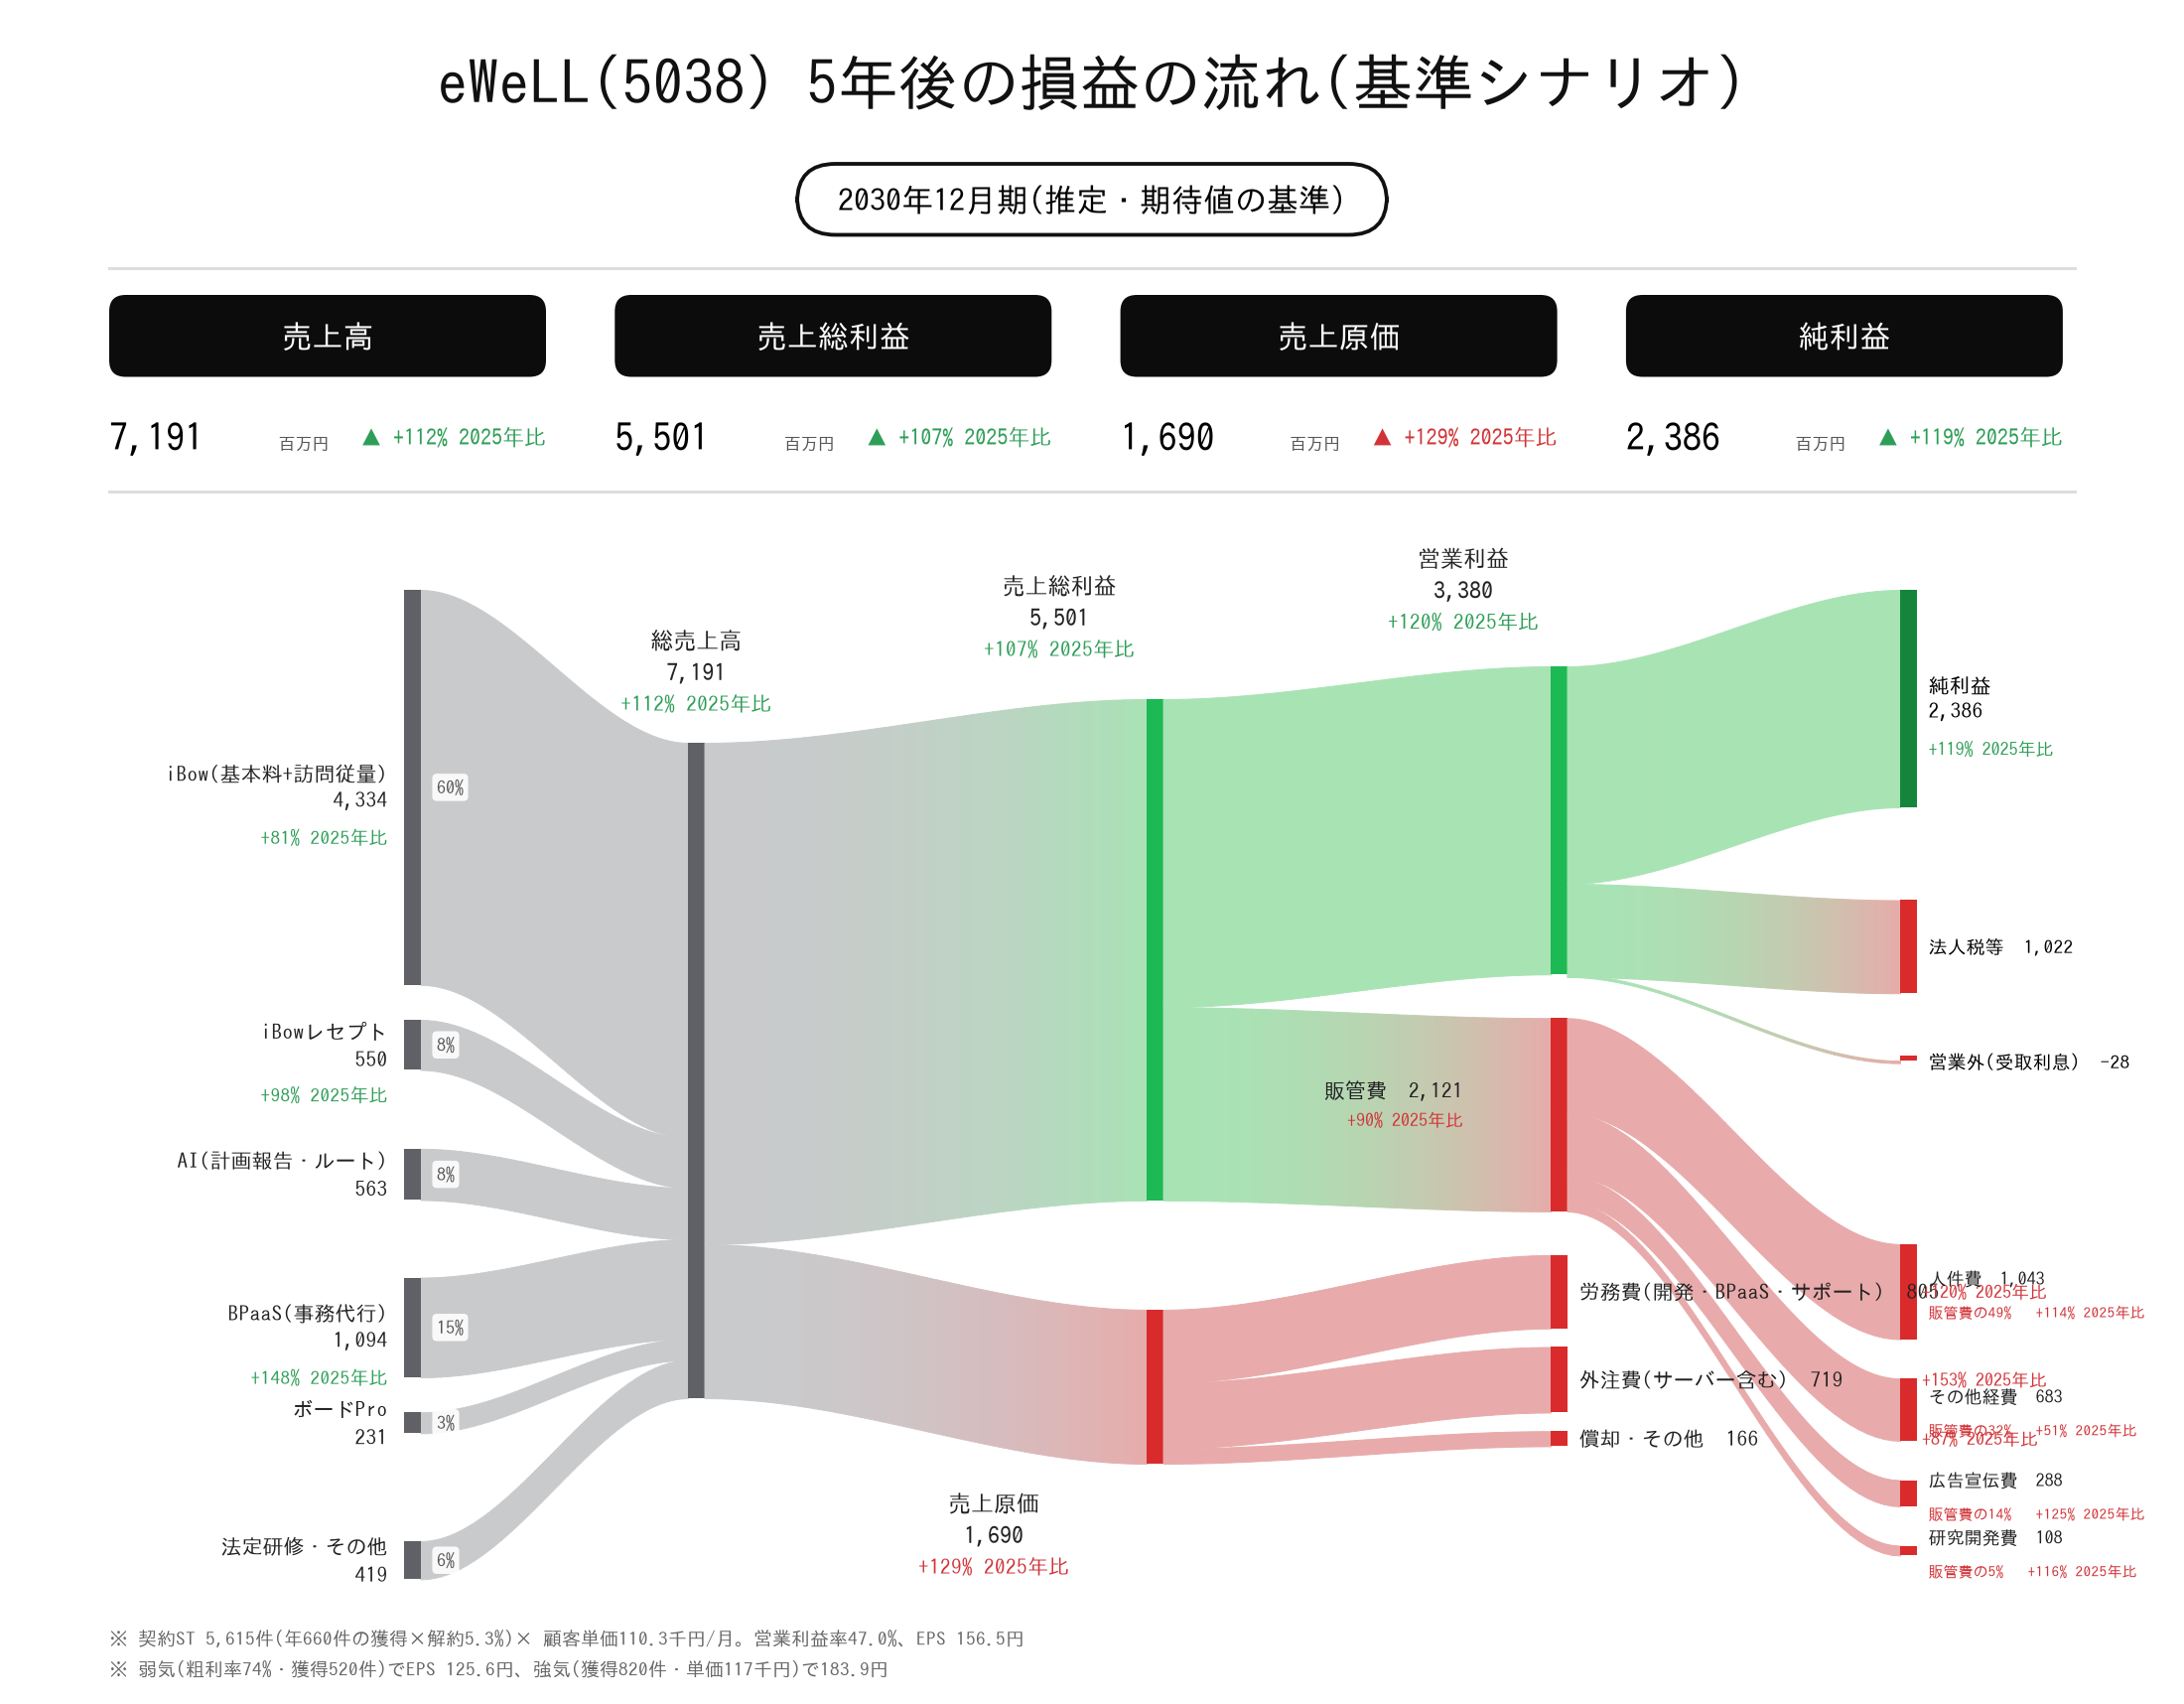 eWeLL(5038) 5年後の損益の流れ(基準シナリオ)
2030年12月期(推定・期待値の基準)
売上高
売上総利益
売上原価
純利益
7,191 百万円 ▲ +112% 2025年比
5,501 百万円 ▲ +107% 2025年比
1,690 百万円 ▲ +129% 2025年比
2,386 百万円 ▲ +119% 2025年比
iBow(基本料+訪問従量)
4,334
+81% 2025年比
60%
iBowレセプト
550
+98% 2025年比
8%
AI(計画報告・ルート)
563
8%
BPaaS(事務代行)
1,094
+148% 2025年比
15%
ボードPro
231
3%
法定研修・その他
419
6%
総売上高
7,191
+112% 2025年比
売上総利益
5,501
+107% 2025年比
営業利益
3,380
+120% 2025年比
販管費 2,121
+90% 2025年比
売上原価
1,690
+129% 2025年比
労務費(開発・BPaaS・サポート) 805
+120% 2025年比
外注費(サーバー含む) 719
+153% 2025年比
償却・その他 166
+87% 2025年比
純利益
2,386
+119% 2025年比
法人税等 1,022
営業外(受取利息) -28
人件費 1,043
販管費の49% +114% 2025年比
その他経費 683
販管費の32% +51% 2025年比
広告宣伝費 288
販管費の14% +125% 2025年比
研究開発費 108
販管費の5% +116% 2025年比
※ 契約ST 5,615件(年660件の獲得×解約5.3%)× 顧客単価110.3千円/月。営業利益率47.0%、EPS 156.5円
※ 弱気(粗利率74%・獲得520件)でEPS 125.6円、強気(獲得820件・単価117千円)で183.9円